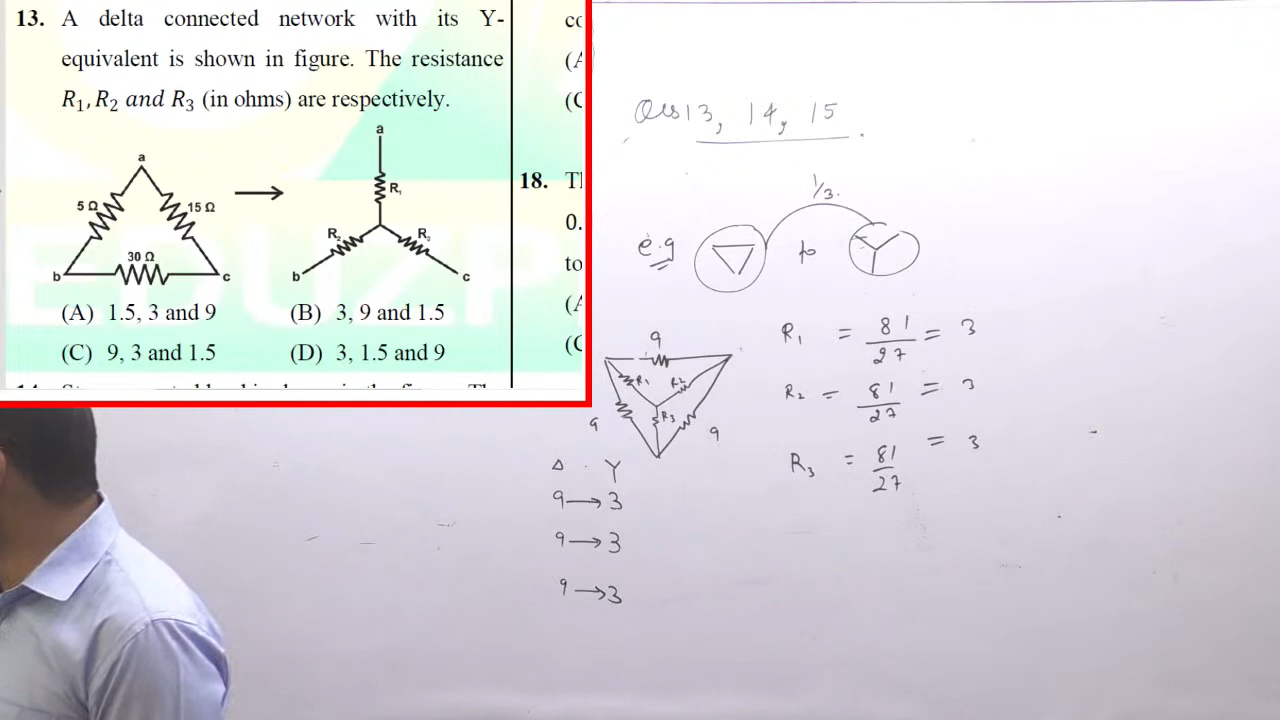 13. A delta connected network with its Y-
equivalent is shown in figure. The resistance
R₁, R₂ and R₃ (in ohms) are respectively.
a
5 Ω
15 Ω
30 Ω
b
c
a
R₁
R₂
R₃
b
c
(A) 1.5, 3 and 9
(B) 3, 9 and 1.5
(C) 9, 3 and 1.5
(D) 3, 1.5 and 9
18.
0.
to
(A
(C
Ques 13, 14, 15
1/3.
e.g
△ to Y
9
R₁
R₂
R₃
9
9
R₁ = 81/27 = 3
R₂ = 81/27 = 3
R₃ = 81/27 = 3
Δ Y
9 → 3
9 → 3
9 → 3